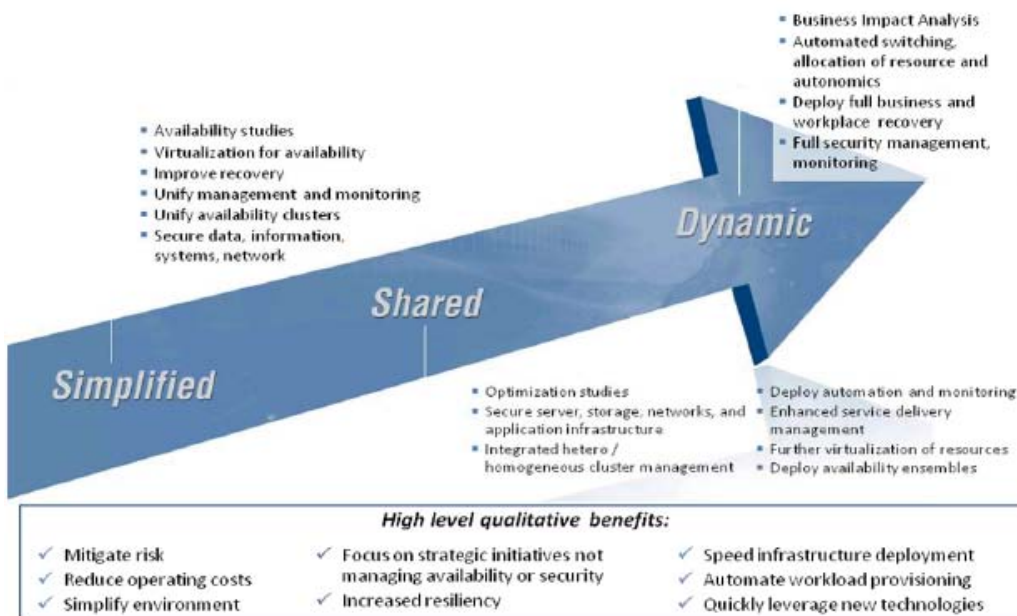 Business Impact Analysis
Automated switching,
allocation of resource and
autonomics
Deploy full business and
workplace recovery
Full security management,
monitoring
Availability studies
Virtualization for availability
Improve recovery
Unify management and monitoring
Unify availability clusters
Secure data, information,
systems, network
Dynamic
Shared
Simplified
Optimization studies
Secure server, storage, networks, and
application infrastructure
Integrated hetero /
homogeneous cluster management
Deploy automation and monitoring
Enhanced service delivery
management
Further virtualization of resources
Deploy availability ensembles
High level qualitative benefits:
Mitigate risk
Reduce operating costs
Simplify environment
Focus on strategic initiatives not
managing availability or security
Increased resiliency
Speed infrastructure deployment
Automate workload provisioning
Quickly leverage new technologies